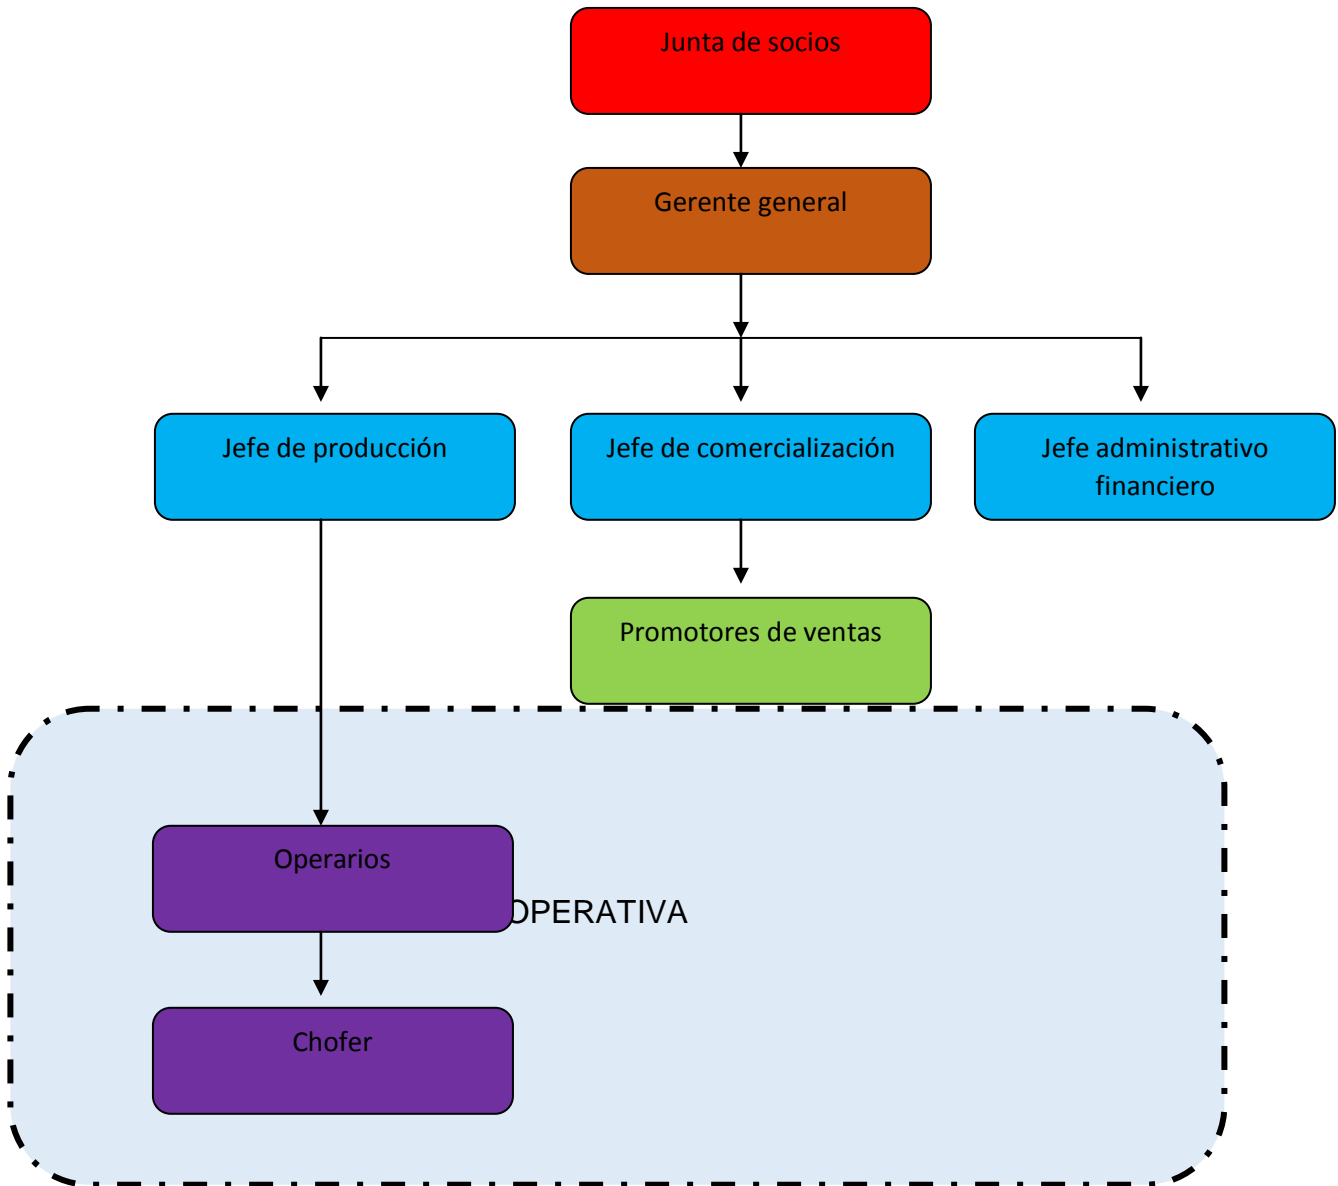 Junta de socios
Gerente general
Jefe de producción
Jefe de comercialización
Jefe administrativo
financiero
Promotores de ventas
Operarios
OPERATIVA
Chofer